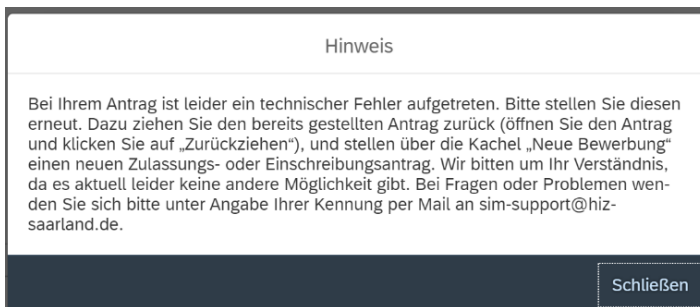 Hinweis
Bei Ihrem Antrag ist leider ein technischer Fehler aufgetreten. Bitte stellen Sie diesen
erneut. Dazu ziehen Sie den bereits gestellten Antrag zurück (öffnen Sie den Antrag
und klicken Sie auf „Zurückziehen“), und stellen über die Kachel „Neue Bewerbung“
einen neuen Zulassungs- oder Einschreibungsantrag. Wir bitten um Ihr Verständnis,
da es aktuell leider keine andere Möglichkeit gibt. Bei Fragen oder Problemen wen-
den Sie sich bitte unter Angabe Ihrer Kennung per Mail an sim-support@hiz-
saarland.de.
Schließen